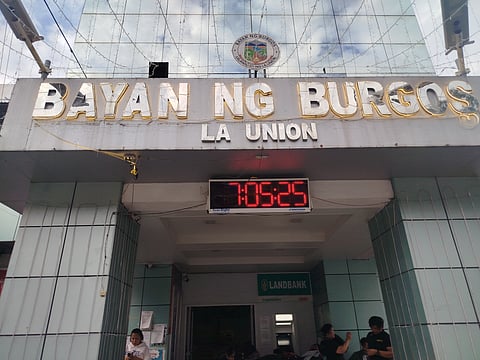 BAYAN NG BURGOS
LA UNION
7:05:25
LANDBANK